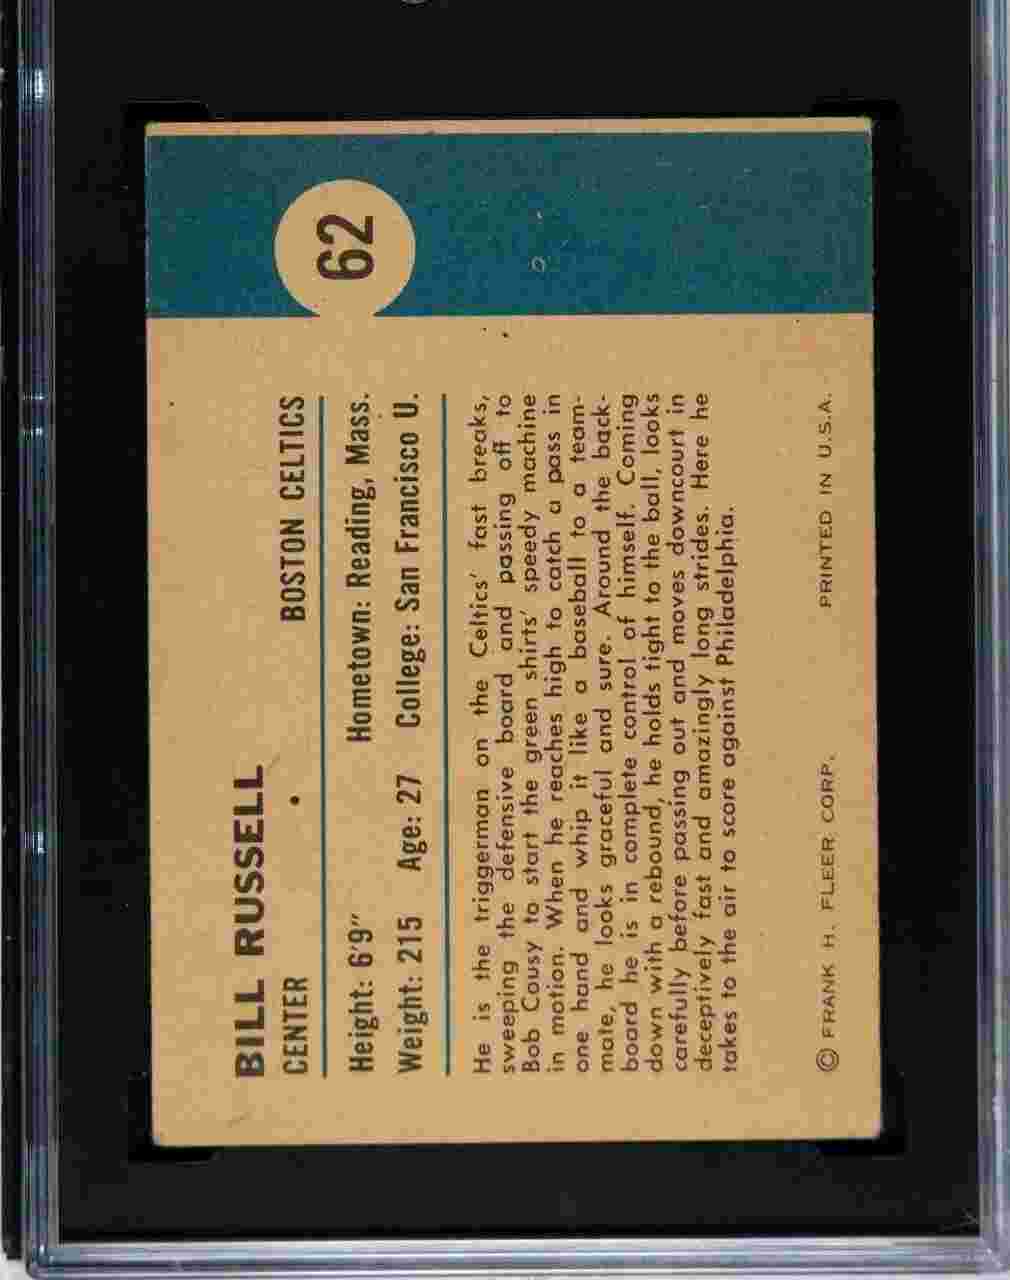 62
BILL RUSSELL
CENTER BOSTON CELTICS
Height: 6'9" Hometown: Reading, Mass.
Weight: 215 Age: 27 College: San Francisco U.
He is the triggerman on the Celtics' fast breaks,
sweeping the defensive board and passing off to
Bob Cousy to start the green shirts' speedy machine
in motion. When he reaches high to catch a pass in
one hand and whip it like a baseball to a team-
mate, he looks graceful and sure. Around the back-
board he is in complete control of himself. Coming
down with a rebound, he holds tight to the ball, looks
carefully before passing out and moves downcourt in
deceptively fast and amazingly long strides. Here he
takes to the air to score against Philadelphia.
© FRANK H. FLEER CORP. PRINTED IN U.S.A.